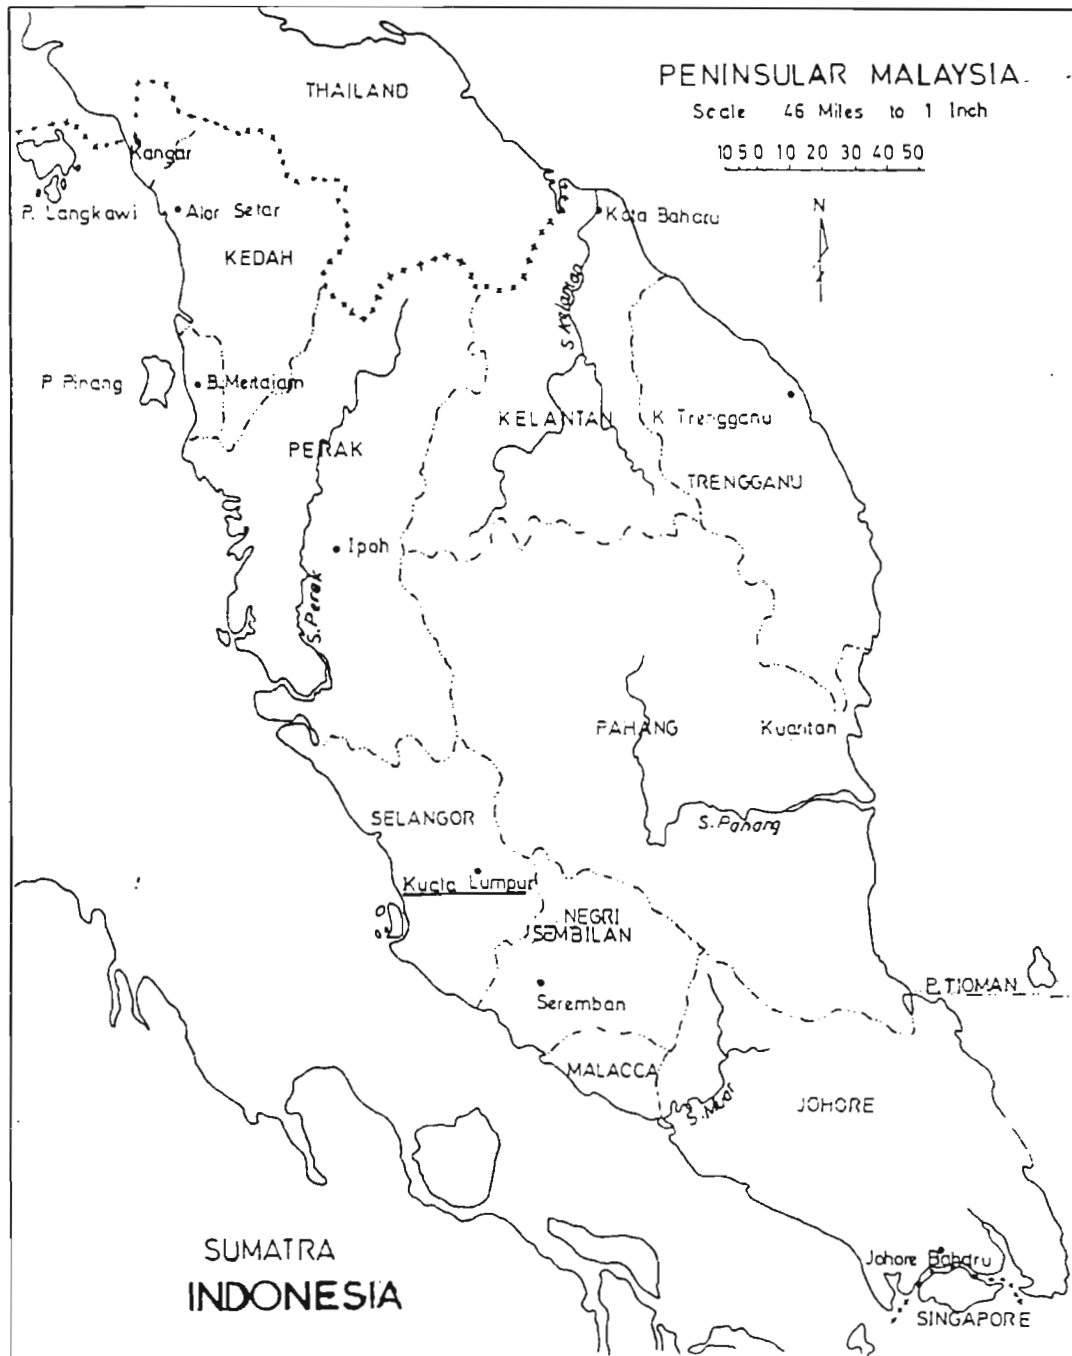 PENINSULAR MALAYSIA
Scale 46 Miles to 1 Inch
10 5 0 10 20 30 40 50
N
THAILAND
Kangar
P. Langkawi
Alor Setar
Kota Baharu
KEDAH
S. Kelantan
P. Pinang
B. Mertajam
KELANTAN
K. Trengganu
PERAK
TRENGGANU
Ipoh
S. Perak
PAHANG
Kuantan
SELANGOR
S. Pahang
Kuala Lumpur
NEGRI
SEMBILAN
P. TIOMAN
Seremban
MALACCA
S. Muar
JOHORE
SUMATRA
INDONESIA
Johore Baharu
SINGAPORE